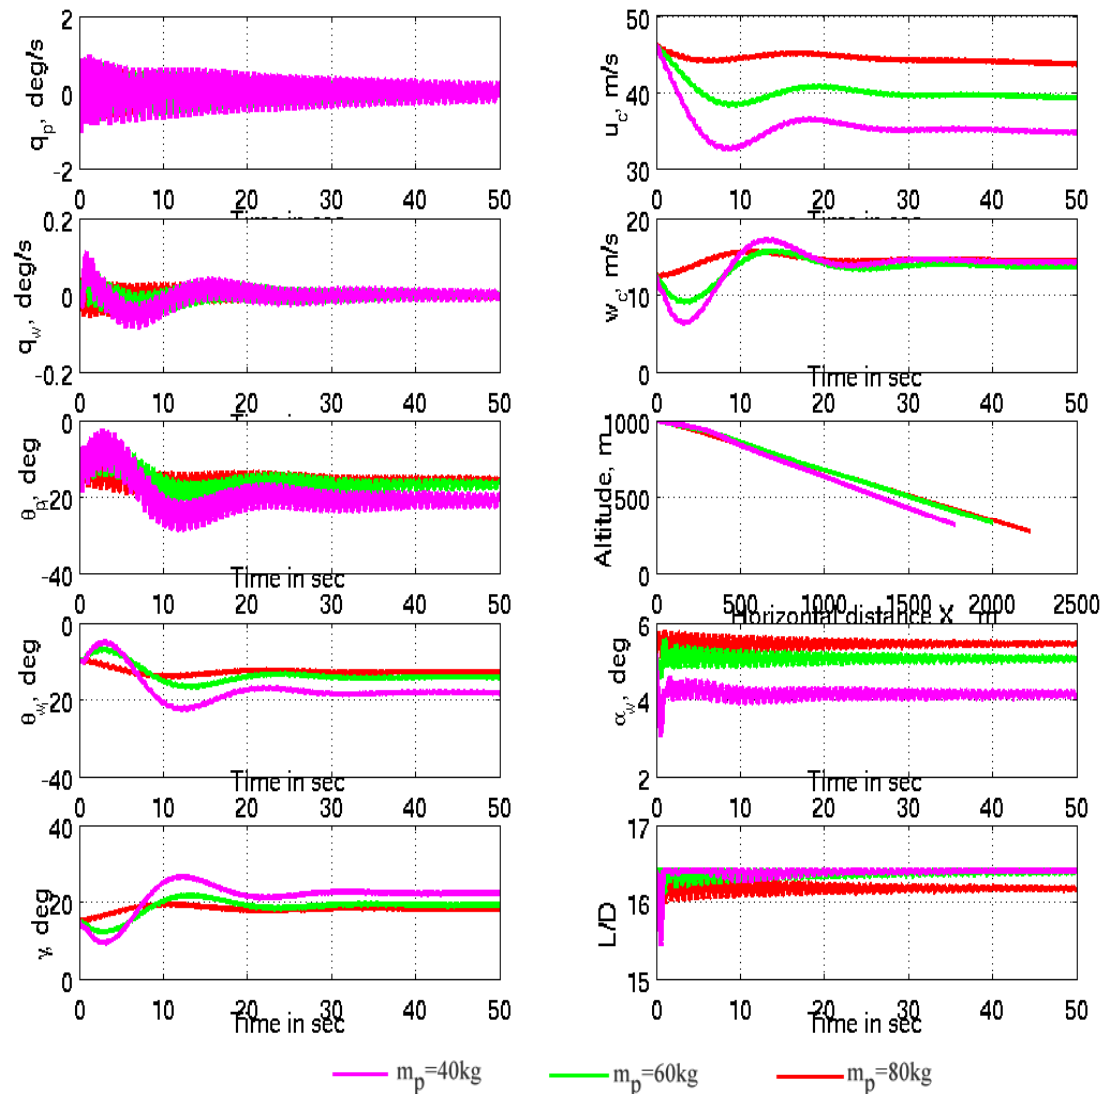 2
0
-2
q_p, deg/s
0 10 20 30 40 50
Time in sec
50
40
30
u_c, m/s
0 10 20 30 40 50
Time in sec
0.2
0
-0.2
q_w, deg/s
0 10 20 30 40 50
20
10
0
w_c, m/s
0 10 20 30 40 50
Time in sec
0
-20
-40
θ_p, deg
0 10 20 30 40 50
Time in sec
1000
500
0
Altitude, m
0 500 1000 1500 2000 2500
Horizontal distance X m
0
-20
-40
θ_w, deg
0 10 20 30 40 50
Time in sec
6
4
2
α_w, deg
0 10 20 30 40 50
Time in sec
40
20
0
γ, deg
0 10 20 30 40 50
Time in sec
17
16
15
L/D
0 10 20 30 40 50
Time in sec
m_p=40kg m_p=60kg m_p=80kg